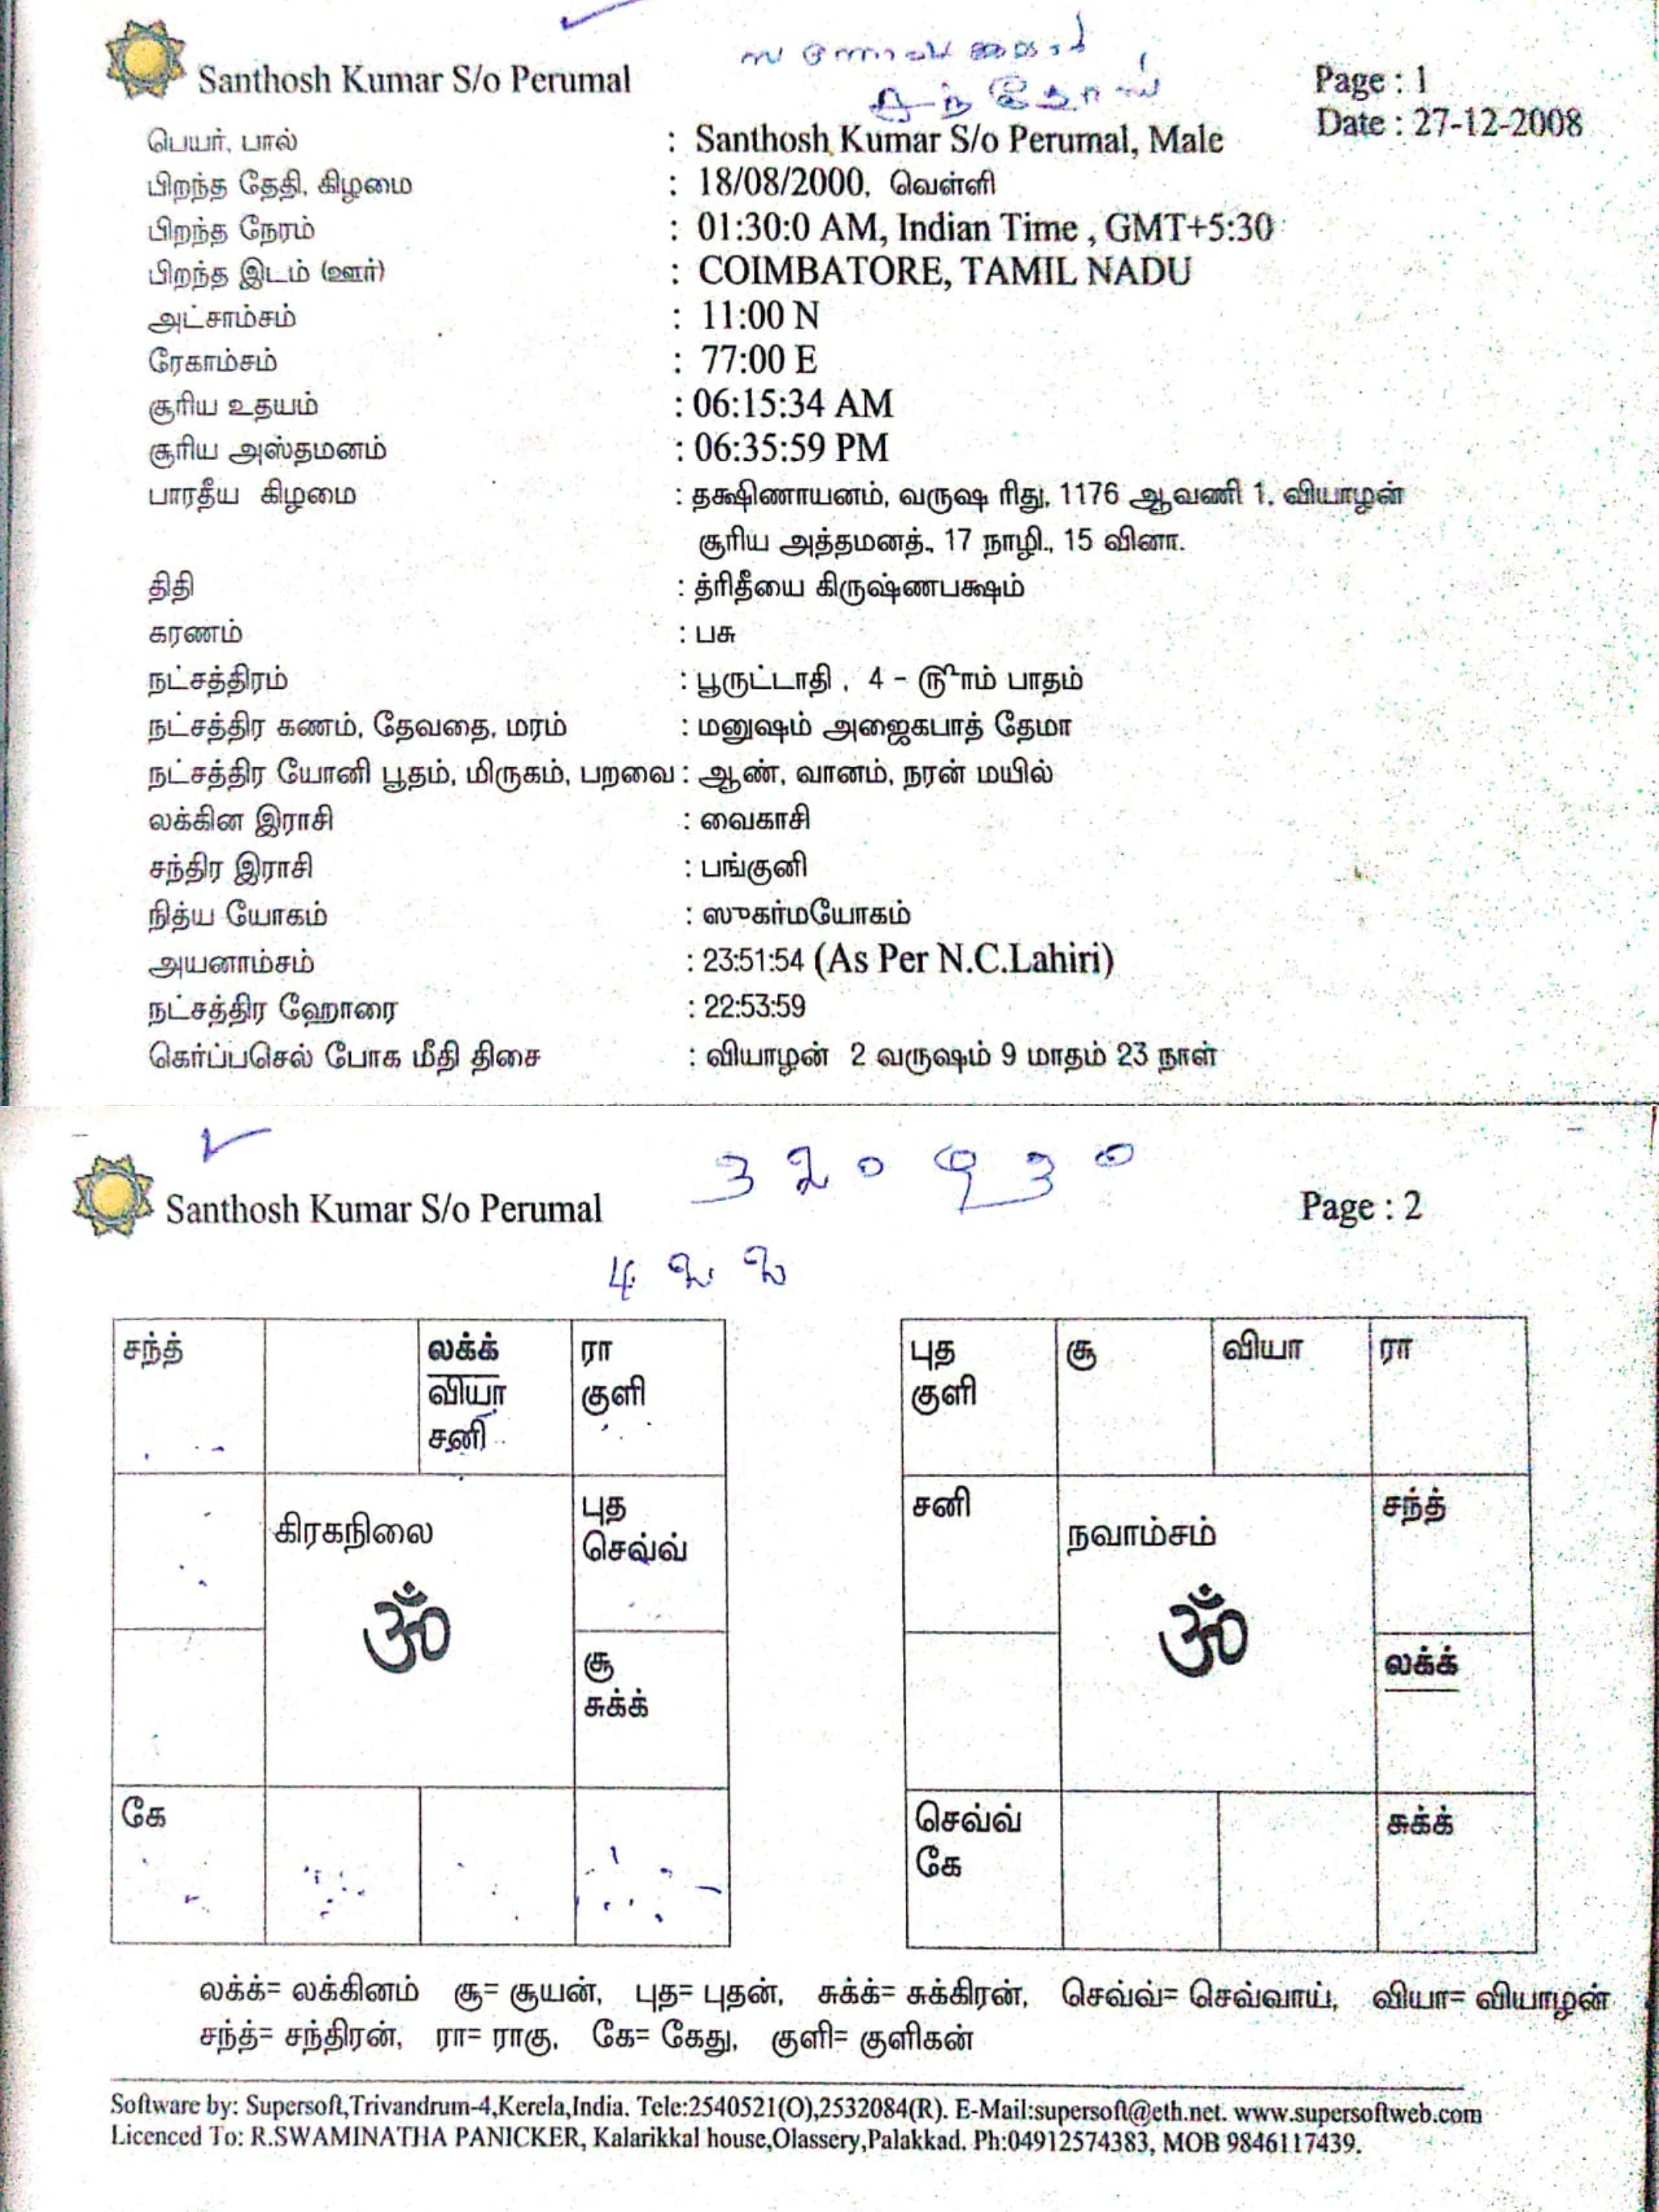 Santhosh Kumar S/o Perumal
Page : 1
Date : 27-12-2008
பெயர், பால் : Santhosh Kumar S/o Perumal, Male
பிறந்த தேதி, கிழமை : 18/08/2000, வெள்ளி
பிறந்த நேரம் : 01:30:0 AM, Indian Time , GMT+5:30
பிறந்த இடம் (ஊர்) : COIMBATORE, TAMIL NADU
அட்சாம்சம் : 11:00 N
ரேகாம்சம் : 77:00 E
சூரிய உதயம் : 06:15:34 AM
சூரிய அஸ்தமனம் : 06:35:59 PM
பாரதீய கிழமை : தக்ஷிணாயனம், வருஷ ரிது, 1176 ஆவணி 1, வியாழன்
சூரிய அத்தமனத்., 17 நாழி., 15 வினா.
திதி : த்ரிதீயை கிருஷ்ணபக்ஷம்
கரணம் : பசு
நட்சத்திரம் : பூருட்டாதி , 4 - ஆம் பாதம்
நட்சத்திர கணம், தேவதை, மரம் : மனுஷம் அஜைகபாத் தேமா
நட்சத்திர யோனி பூதம், மிருகம், பறவை : ஆண், வானம், நரன் மயில்
லக்கின இராசி : வைகாசி
சந்திர இராசி : பங்குனி
நித்ய யோகம் : ஸுகர்மயோகம்
அயனாம்சம் : 23:51:54 (As Per N.C.Lahiri)
நட்சத்திர ஹோரை : 22:53:59
கெர்ப்பசெல் போக மீதி திசை : வியாழன் 2 வருஷம் 9 மாதம் 23 நாள்
Santhosh Kumar S/o Perumal
Page : 2
சந்த் லக்க் ரா
வியா குளி
சனி
புத
கிரகநிலை செவ்வ்
ॐ
சூ
சுக்க்
கே
புத சூ வியா ரா
குளி
சனி சந்த்
நவாம்சம்
ॐ
லக்க்
செவ்வ் சுக்க்
கே
லக்க்= லக்கினம் சூ= சூயன், புத= புதன், சுக்க்= சுக்கிரன், செவ்வ்= செவ்வாய், வியா= வியாழன்
சந்த்= சந்திரன், ரா= ராகு, கே= கேது, குளி= குளிகன்
Software by: Supersoft,Trivandrum-4,Kerela,India. Tele:2540521(O),2532084(R). E-Mail:supersoft@eth.net. www.supersoftweb.com
Licenced To: R.SWAMINATHA PANICKER, Kalarikkal house,Olassery,Palakkad. Ph:04912574383, MOB 9846117439.